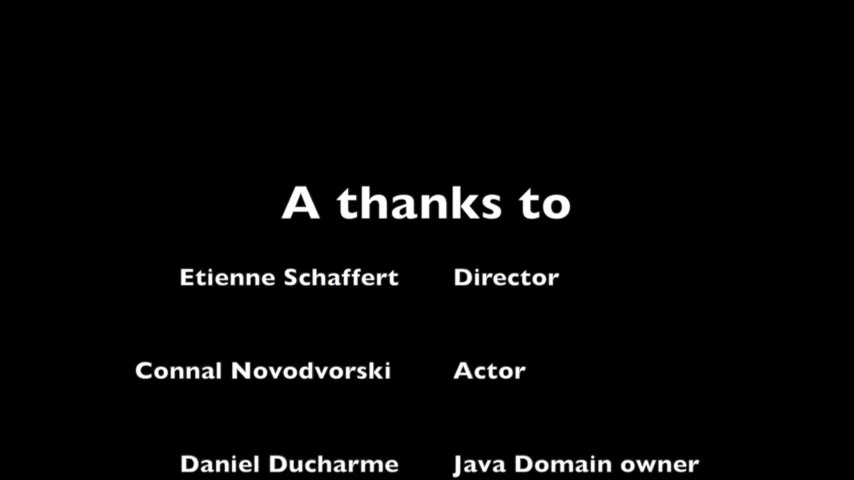 A thanks to
Etienne Schaffert Director
Connal Novodvorski Actor
Daniel Ducharme Java Domain owner